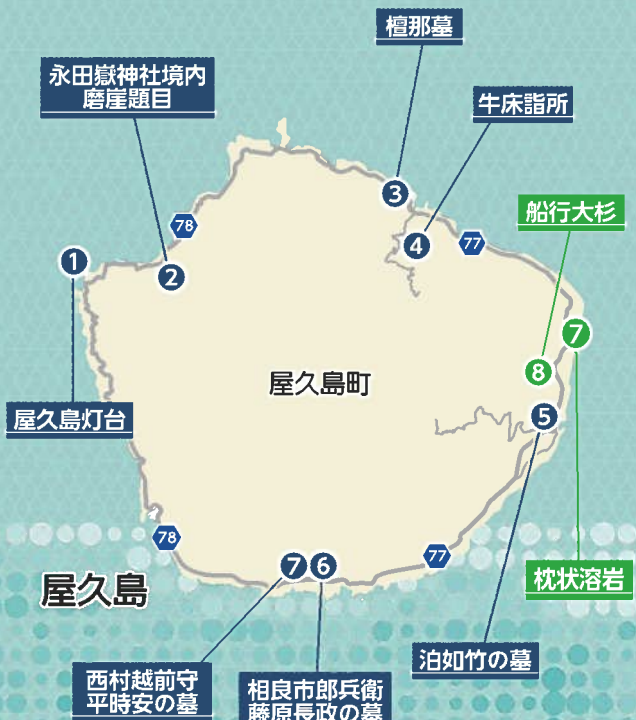 檀那墓
永田嶽神社境内
磨崖題目
牛床詣所
3
船行大杉
78
4
77
1
2
7
8
屋久島町
屋久島灯台
5
78
77
7
6
枕状溶岩
屋久島
泊如竹の墓
西村越前守
平時安の墓
相良市郎兵衛
藤原長政の墓